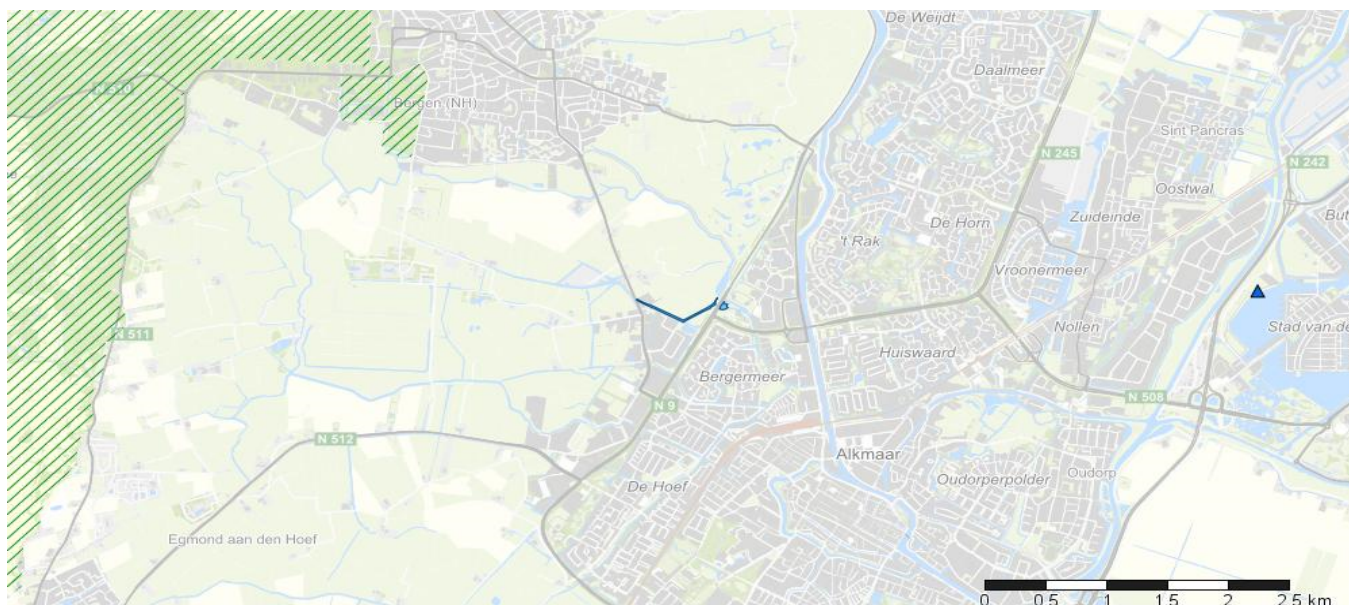 De Weijdt
Daalmeer
Bergen (NH)
Sint Pancras
N 245
N 242
Oostwal
De Horn
Zuideinde
't Rak
Vroonermeer
N 511
Nollen
Stad van de
Huiswaard
Bergermeer
N 9
N 508
N 512
Alkmaar
Oudorp
De Hoef
Oudorperpolder
Egmond aan den Hoef
0 0.5 1 1.5 2 2.5 km